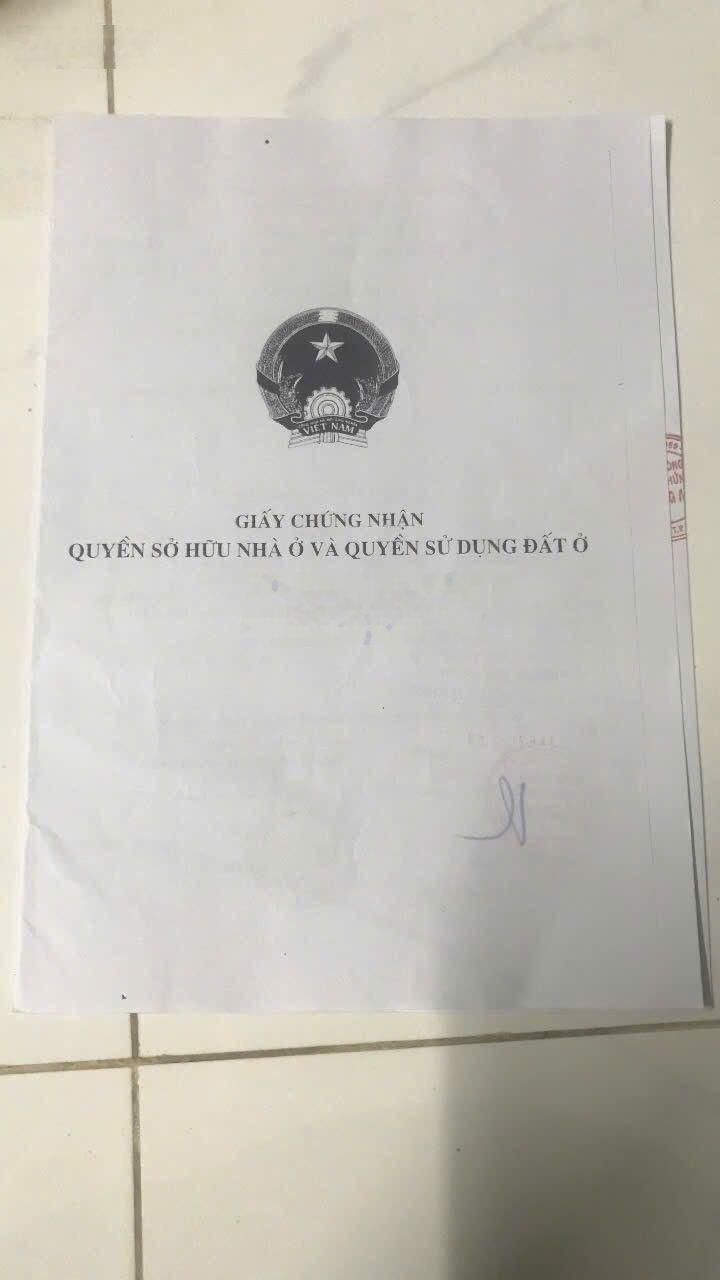 VIỆT NAM
GIẤY CHỨNG NHẬN
QUYỀN SỞ HỮU NHÀ Ở VÀ QUYỀN SỬ DỤNG ĐẤT Ở